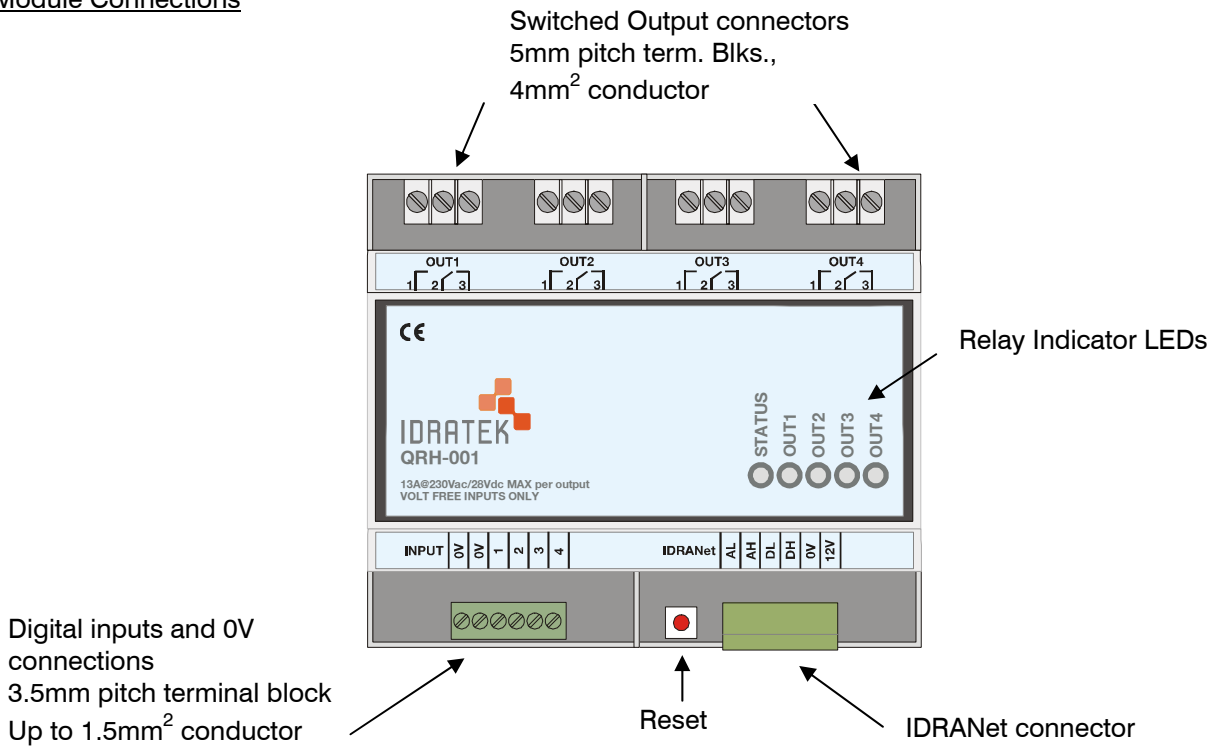 Module Connections
Switched Output connectors
5mm pitch term. Blks.,
4mm² conductor
OUT1 OUT2 OUT3 OUT4
1 2 3 1 2 3 1 2 3 1 2 3
CE
Relay Indicator LEDs
STATUS OUT1 OUT2 OUT3 OUT4
IDRATEK
QRH-001
13A@230Vac/28Vdc MAX per output
VOLT FREE INPUTS ONLY
INPUT 0V 0V 1 2 3 4 IDRANet AL AH DL DH 0V 12V
Digital inputs and 0V
connections
3.5mm pitch terminal block
Up to 1.5mm² conductor
Reset
IDRANet connector